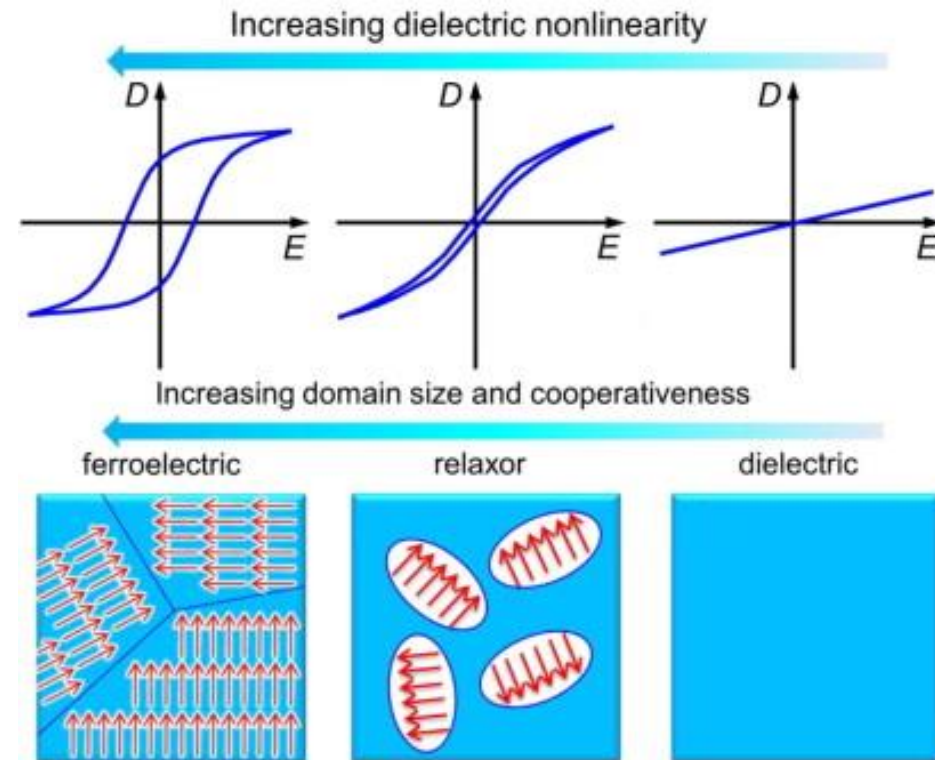 Increasing dielectric nonlinearity
D D D
E E E
Increasing domain size and cooperativeness
ferroelectric relaxor dielectric